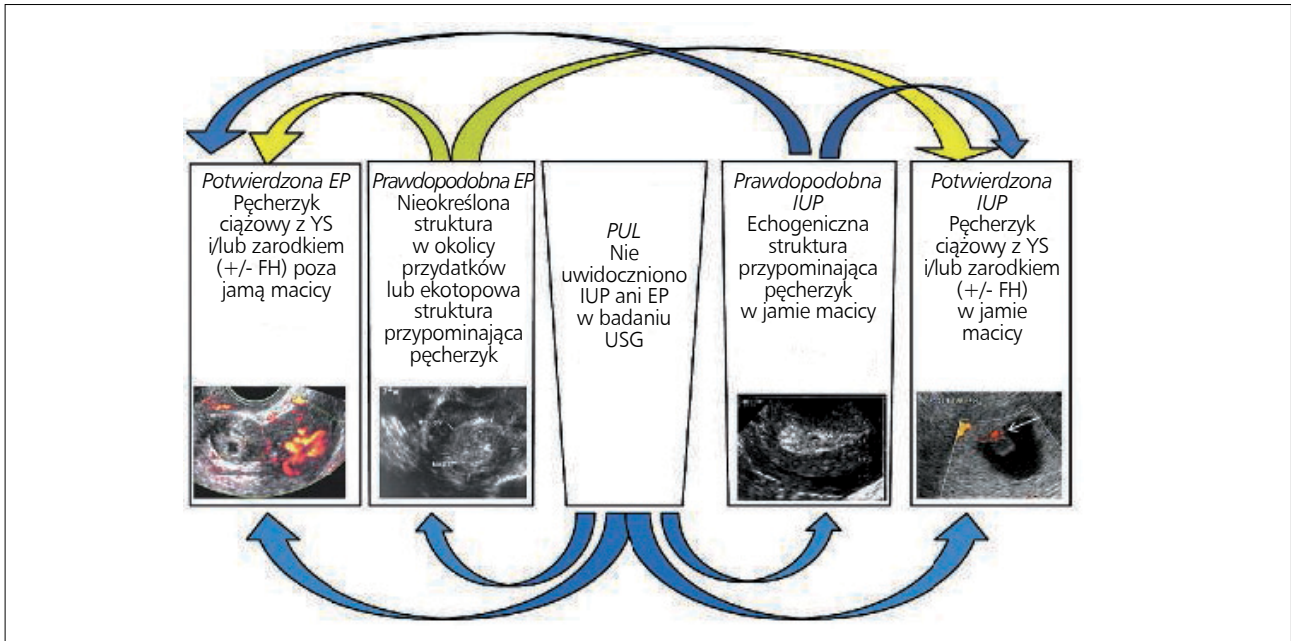 Potwierdzona EP
Pęcherzyk
ciążowy z YS
i/lub zarodkiem
(+/- FH) poza
jamą macicy
Prawdopodobna EP
Nieokreślona
struktura
w okolicy
przydatków
lub ekotopowa
struktura
przypominająca
pęcherzyk
PUL
Nie
uwidoczniono
IUP ani EP
w badaniu
USG
Prawdopodobna
IUP
Echogeniczna
struktura
przypominająca
pęcherzyk
w jamie macicy
Potwierdzona
IUP
Pęcherzyk
ciążowy z YS
i/lub zarodkiem
(+/- FH)
w jamie
macicy